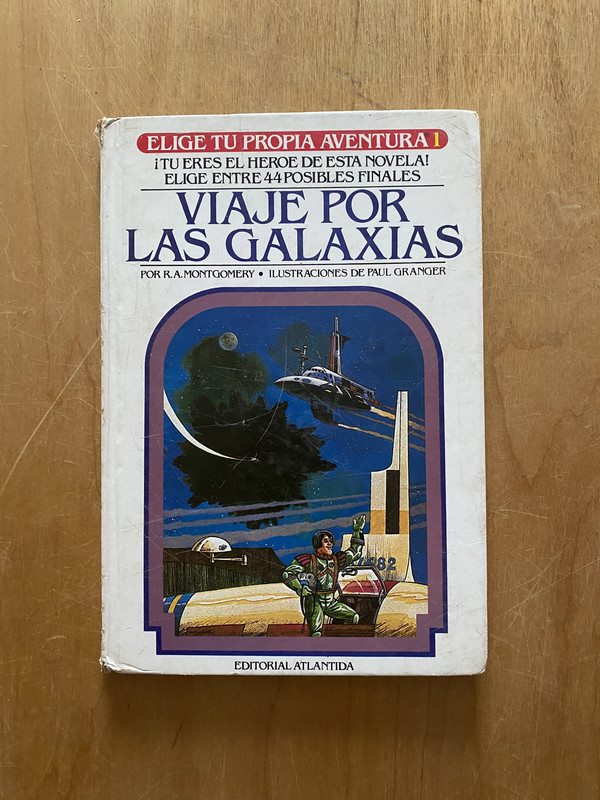 ELIGE TU PROPIA AVENTURA 1
¡TU ERES EL HEROE DE ESTA NOVELA!
ELIGE ENTRE 44 POSIBLES FINALES
VIAJE POR
LAS GALAXIAS
POR R.A. MONTGOMERY • ILUSTRACIONES DE PAUL GRANGER
682
EDITORIAL ATLANTIDA